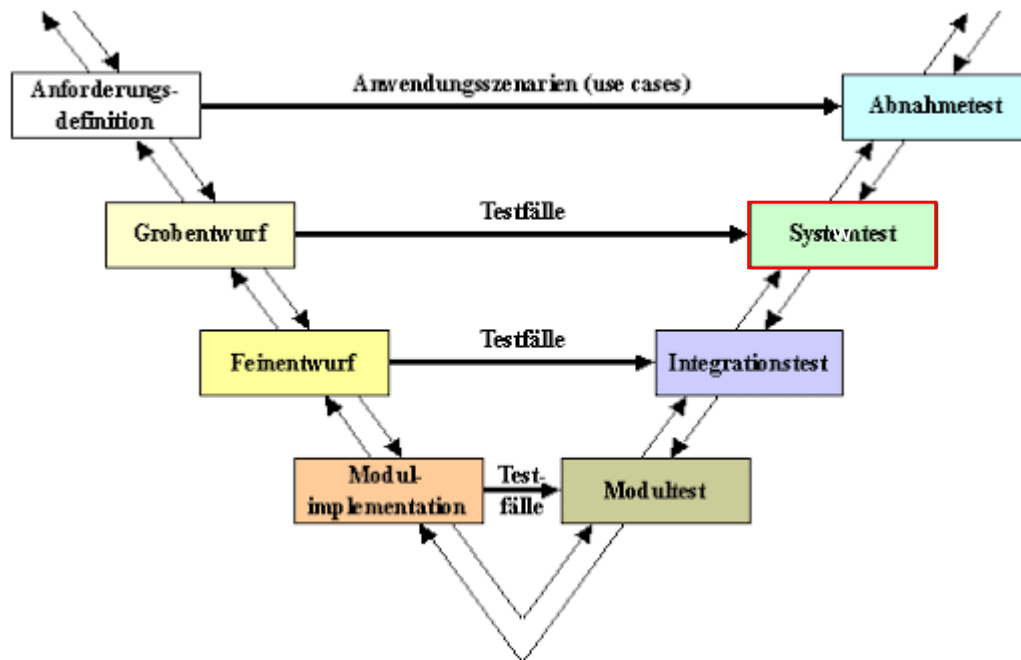 Anforderungs-
definition
Anwendungsszenarien (use cases)
Abnahmetest
Grobentwurf
Testfälle
Systemtest
Feinentwurf
Testfälle
Integrationstest
Modul-
implementation
Test-
fälle
Modultest